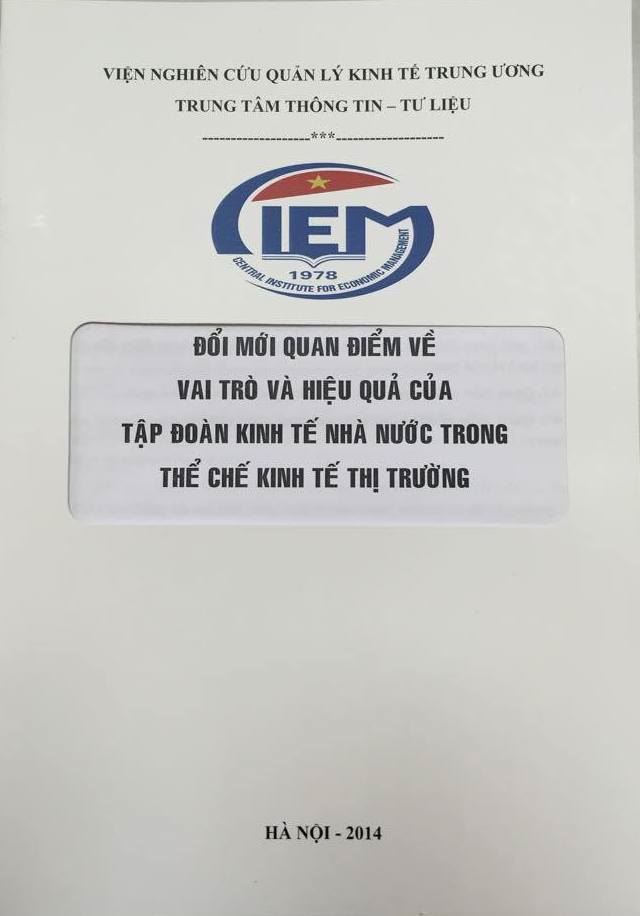 VIỆN NGHIÊN CỨU QUẢN LÝ KINH TẾ TRUNG ƯƠNG
TRUNG TÂM THÔNG TIN – TƯ LIỆU
-------------------***-------------------
CIEM
1978
CENTRAL INSTITUTE FOR ECONOMIC MANAGEMENT
ĐỔI MỚI QUAN ĐIỂM VỀ
VAI TRÒ VÀ HIỆU QUẢ CỦA
TẬP ĐOÀN KINH TẾ NHÀ NƯỚC TRONG
THỂ CHẾ KINH TẾ THỊ TRƯỜNG
HÀ NỘI - 2014